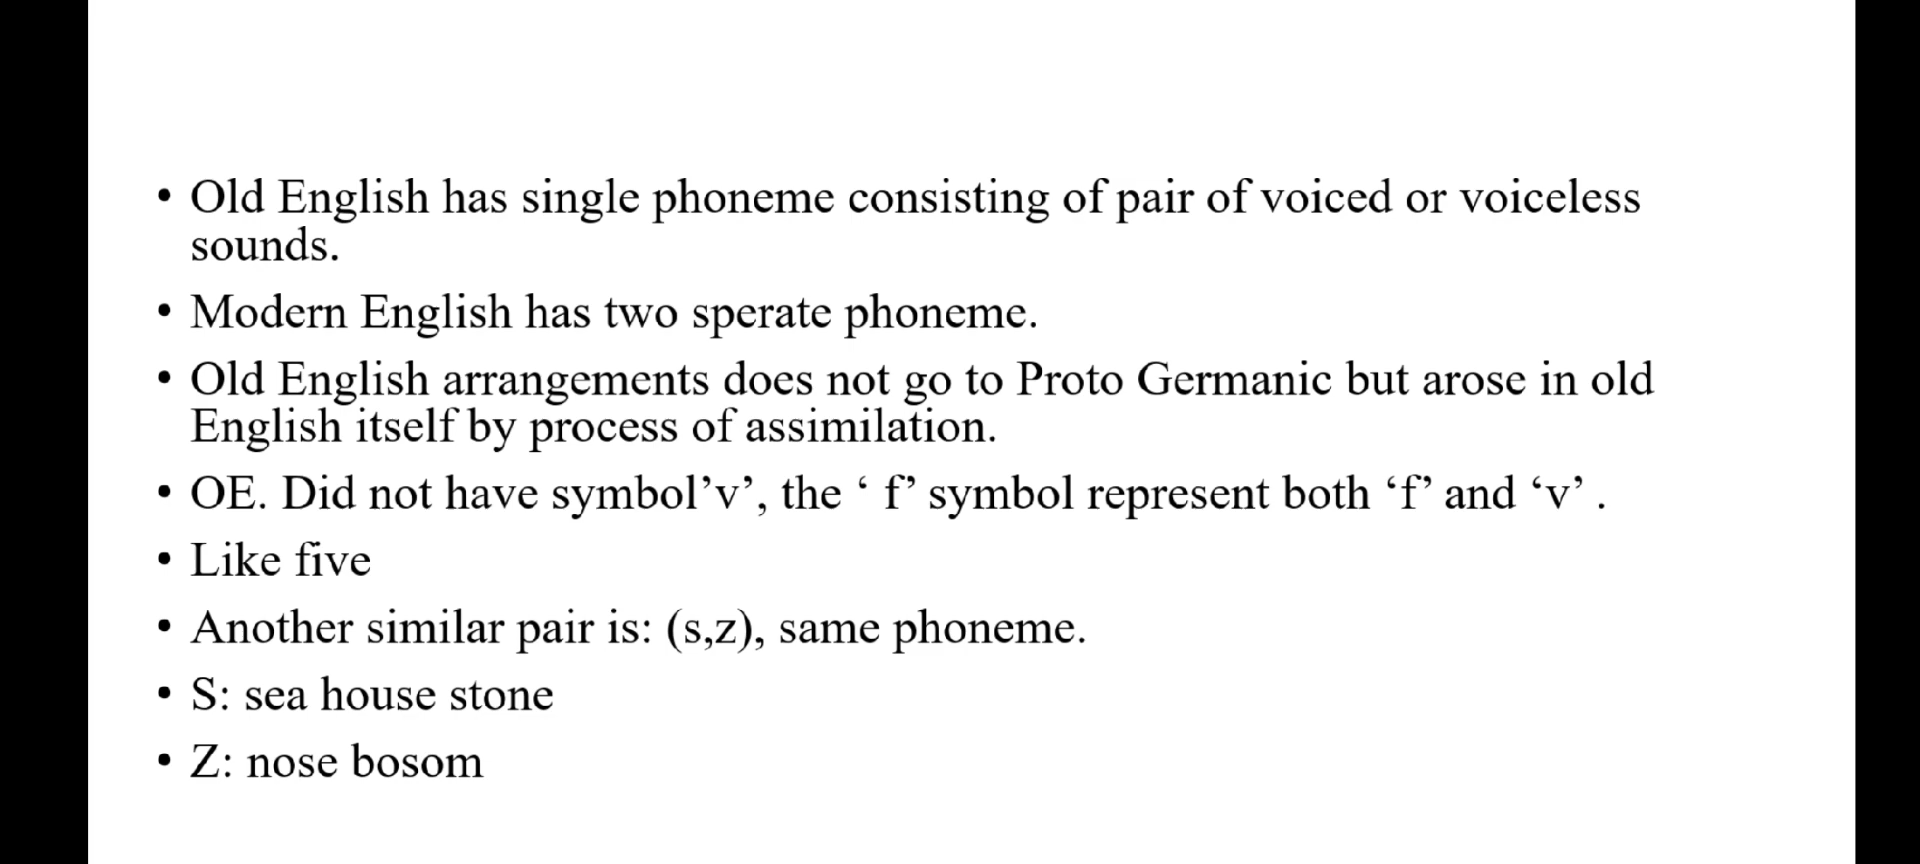 • Old English has single phoneme consisting of pair of voiced or voiceless
sounds.
• Modern English has two sperate phoneme.
• Old English arrangements does not go to Proto Germanic but arose in old
English itself by process of assimilation.
• OE. Did not have symbol’v’, the ‘ f’ symbol represent both ‘f’ and ‘v’ .
• Like five
• Another similar pair is: (s,z), same phoneme.
• S: sea house stone
• Z: nose bosom